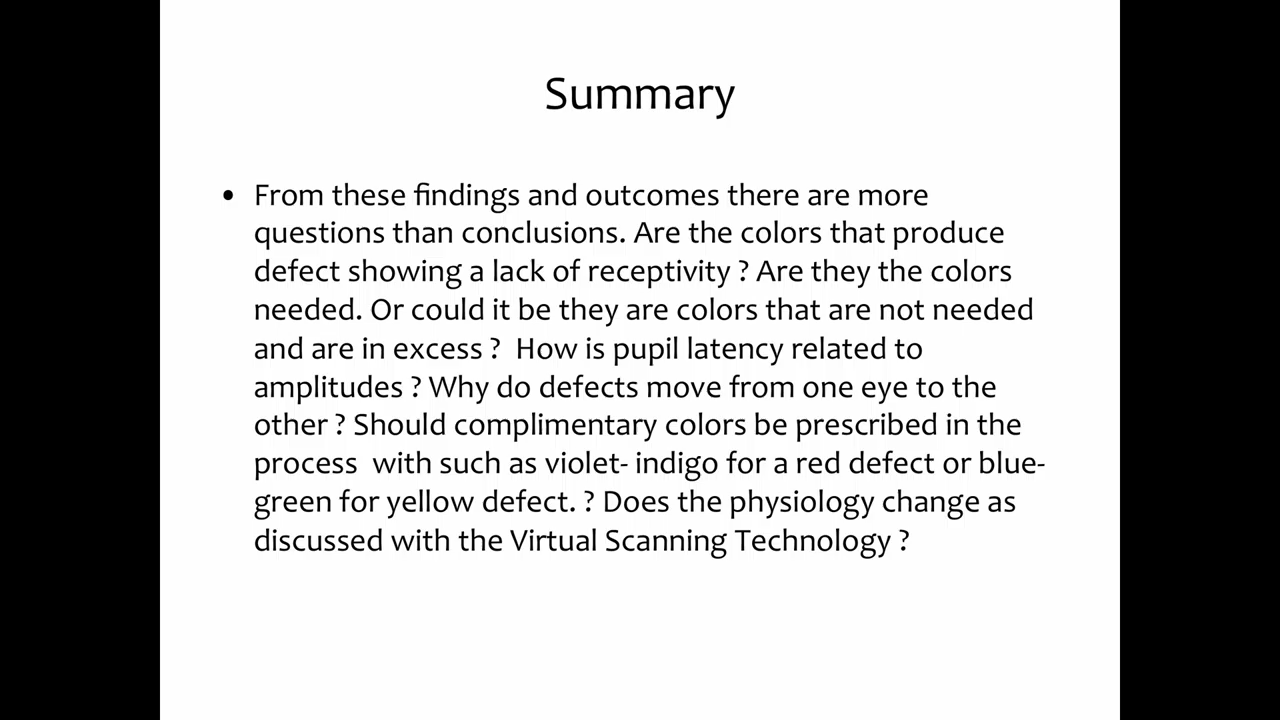 Summary
• From these findings and outcomes there are more
questions than conclusions. Are the colors that produce
defect showing a lack of receptivity ? Are they the colors
needed. Or could it be they are colors that are not needed
and are in excess ?  How is pupil latency related to
amplitudes ? Why do defects move from one eye to the
other ? Should complimentary colors be prescribed in the
process  with such as violet- indigo for a red defect or blue-
green for yellow defect. ? Does the physiology change as
discussed with the Virtual Scanning Technology ?